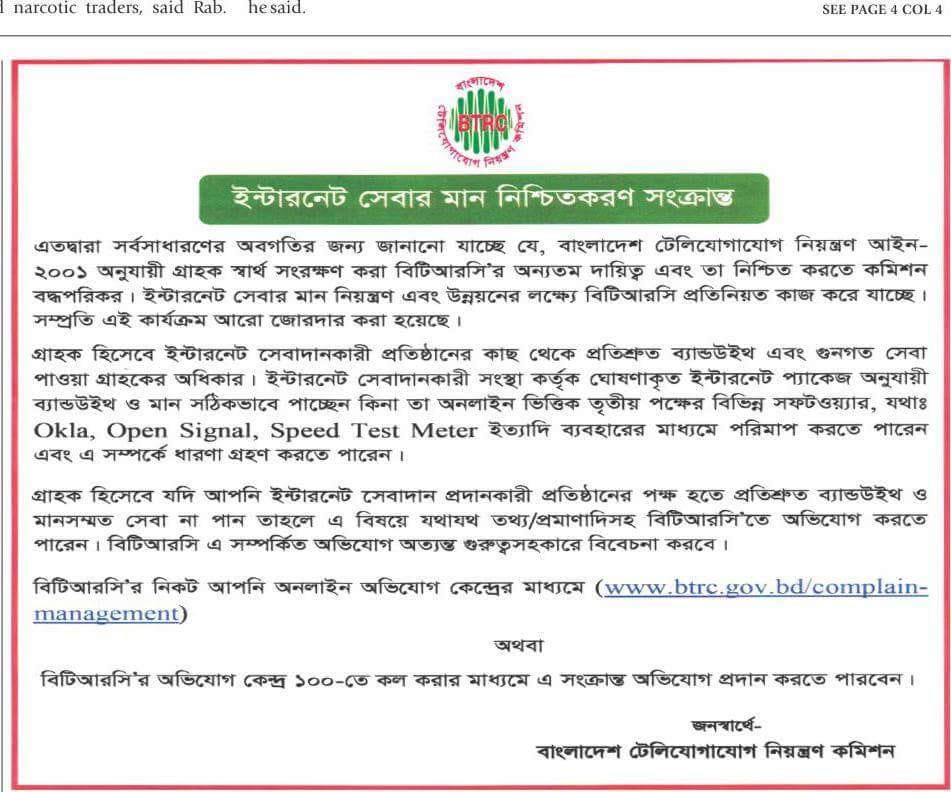 d narcotic traders, said Rab. he said.
SEE PAGE 4 COL 4
বাংলাদেশ
টেলিযোগাযোগ নিয়ন্ত্রণ কমিশন
BTRC
ইন্টারনেট সেবার মান নিশ্চিতকরণ সংক্রান্ত
এতদ্বারা সর্বসাধারণের অবগতির জন্য জানানো যাচ্ছে যে, বাংলাদেশ টেলিযোগাযোগ নিয়ন্ত্রণ আইন-
২০০১ অনুযায়ী গ্রাহক স্বার্থ সংরক্ষণ করা বিটিআরসি'র অন্যতম দায়িত্ব এবং তা নিশ্চিত করতে কমিশন
বদ্ধপরিকর। ইন্টারনেট সেবার মান নিয়ন্ত্রণ এবং উন্নয়নের লক্ষ্যে বিটিআরসি প্রতিনিয়ত কাজ করে যাচ্ছে।
সম্প্রতি এই কার্যক্রম আরো জোরদার করা হয়েছে।
গ্রাহক হিসেবে ইন্টারনেট সেবাদানকারী প্রতিষ্ঠানের কাছ থেকে প্রতিশ্রুত ব্যান্ডউইথ এবং গুনগত সেবা
পাওয়া গ্রাহকের অধিকার। ইন্টারনেট সেবাদানকারী সংস্থা কর্তৃক ঘোষণাকৃত ইন্টারনেট প্যাকেজ অনুযায়ী
ব্যান্ডউইথ ও মান সঠিকভাবে পাচ্ছেন কিনা তা অনলাইন ভিত্তিক তৃতীয় পক্ষের বিভিন্ন সফটওয়্যার, যথাঃ
Okla, Open Signal, Speed Test Meter ইত্যাদি ব্যবহারের মাধ্যমে পরিমাপ করতে পারেন
এবং এ সম্পর্কে ধারণা গ্রহণ করতে পারেন।
গ্রাহক হিসেবে যদি আপনি ইন্টারনেট সেবাদান প্রদানকারী প্রতিষ্ঠানের পক্ষ হতে প্রতিশ্রুত ব্যান্ডউইথ ও
মানসম্মত সেবা না পান তাহলে এ বিষয়ে যথাযথ তথ্য/প্রমাণাদিসহ বিটিআরসি'তে অভিযোগ করতে
পারেন। বিটিআরসি এ সম্পর্কিত অভিযোগ অত্যন্ত গুরুত্বসহকারে বিবেচনা করবে।
বিটিআরসি'র নিকট আপনি অনলাইন অভিযোগ কেন্দ্রের মাধ্যমে (www.btrc.gov.bd/complain-
management)
অথবা
বিটিআরসি'র অভিযোগ কেন্দ্র ১০০-তে কল করার মাধ্যমে এ সংক্রান্ত অভিযোগ প্রদান করতে পারবেন।
জনস্বার্থে-
বাংলাদেশ টেলিযোগাযোগ নিয়ন্ত্রণ কমিশন